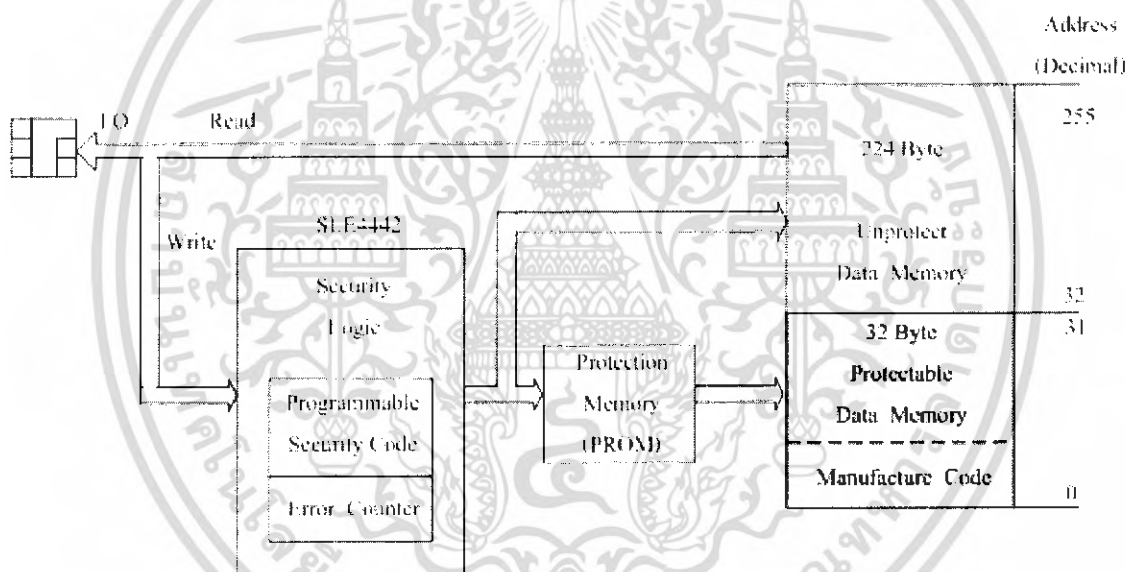 Address
(Decimal)
I/O
Read
255
224 Byte
Unprotect
Data Memory
32
31
32 Byte
Protectable
Data Memory
Manufacture Code
0
Write
SLE4442
Security
Logic
Programmable
Security Code
Error Counter
Protection
Memory
(PROM)